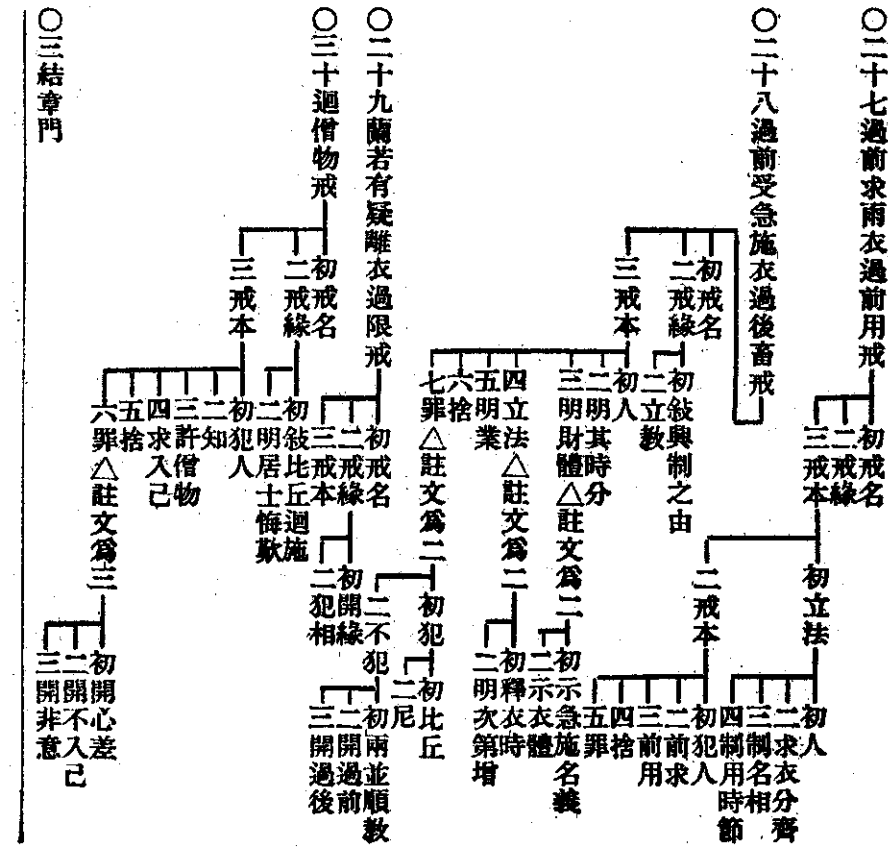 ○二十七過前求雨衣過前用戒
初戒名
二戒緣
三戒本
初立法
初人
二求衣分齊
三制名相
四制用時節
二戒本
初犯人
二前求
三前用
四捨
五罪
○二十八過前受急施衣過後畜戒
初戒名
二戒緣
初敍興制之由
二立教
三戒本
初人
二明其時分
三明財體△註文爲二
初示急施名義
二示衣體
四立法△註文爲二
初釋衣時
二明次第增
五明業
六捨
七罪△註文爲二
初犯
初比丘
二尼
二不犯
初兩並順教
二開過前
三開過後
○二十九蘭若有疑離衣過限戒
初戒名
二戒緣
初開緣
二犯相
三戒本
○三十迴僧物戒
初戒名
二戒緣
初敍比丘迴施
二明居士悔歎
三戒本
初犯人
二知
三許僧物
四求入己
五捨
六罪△註文爲三
初開心差
二開不入己
三開非意
○三結章門